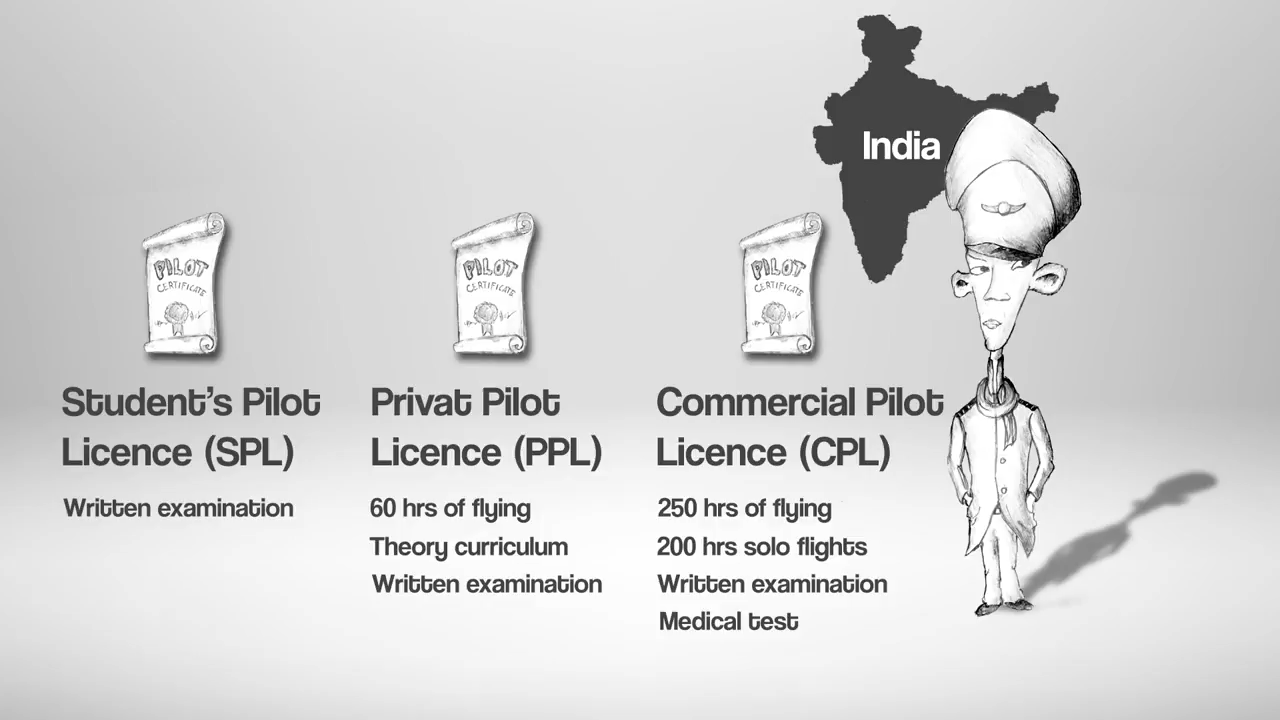 India
PILOT
CERTIFICATE
PILOT
CERTIFICATE
PILOT
CERTIFICATE
Student's Pilot
Licence (SPL)
Written examination
Privat Pilot
Licence (PPL)
60 hrs of flying
Theory curriculum
Written examination
Commercial Pilot
Licence (CPL)
250 hrs of flying
200 hrs solo flights
Written examination
Medical test